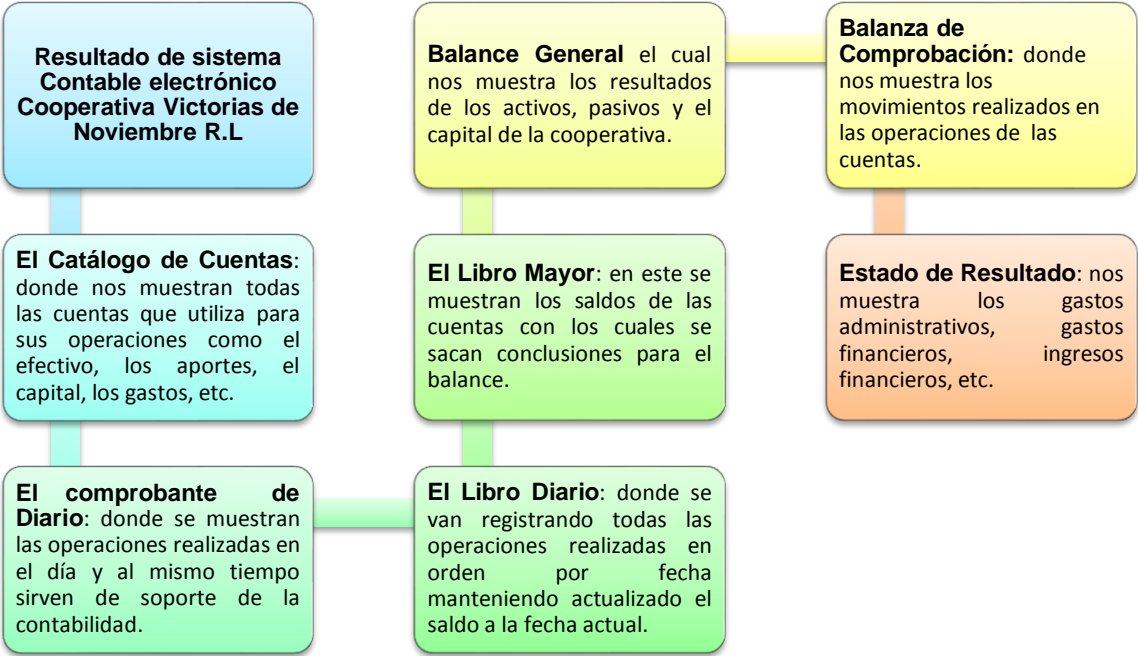 Resultado de sistema
Contable electrónico
Cooperativa Victorias de
Noviembre R.L
El Catálogo de Cuentas:
donde nos muestran todas
las cuentas que utiliza para
sus operaciones como el
efectivo, los aportes, el
capital, los gastos, etc.
El comprobante de
Diario: donde se muestran
las operaciones realizadas en
el día y al mismo tiempo
sirven de soporte de la
contabilidad.
El Libro Diario: donde se
van registrando todas las
operaciones realizadas en
orden por fecha
manteniendo actualizado el
saldo a la fecha actual.
El Libro Mayor: en este se
muestran los saldos de las
cuentas con los cuales se
sacan conclusiones para el
balance.
Balance General el cual
nos muestra los resultados
de los activos, pasivos y el
capital de la cooperativa.
Balanza de
Comprobación: donde
nos muestra los
movimientos realizados en
las operaciones de las
cuentas.
Estado de Resultado: nos
muestra los gastos
administrativos, gastos
financieros, ingresos
financieros, etc.